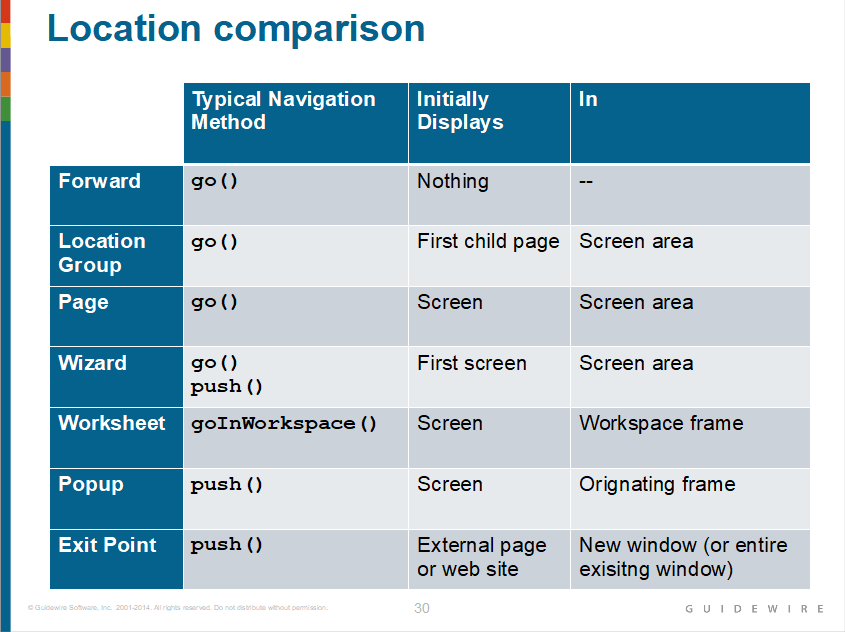 Location comparison
Typical Navigation
Method
Initially
Displays
In
Forward
go()
Nothing
--
Location
Group
go()
First child page
Screen area
Page
go()
Screen
Screen area
Wizard
go()
push()
First screen
Screen area
Worksheet
goInWorkspace()
Screen
Workspace frame
Popup
push()
Screen
Orignating frame
Exit Point
push()
External page
or web site
New window (or entire
exisitng window)
© Guidewire Software, Inc. 2001-2014. All rights reserved. Do not distribute without permission.
30
GUIDEWIRE